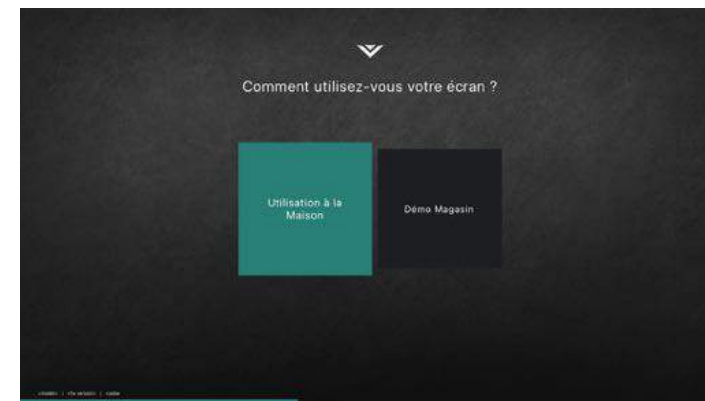 Comment utilisez-vous votre écran ?
Utilisation à la
Maison
Démo Magasin